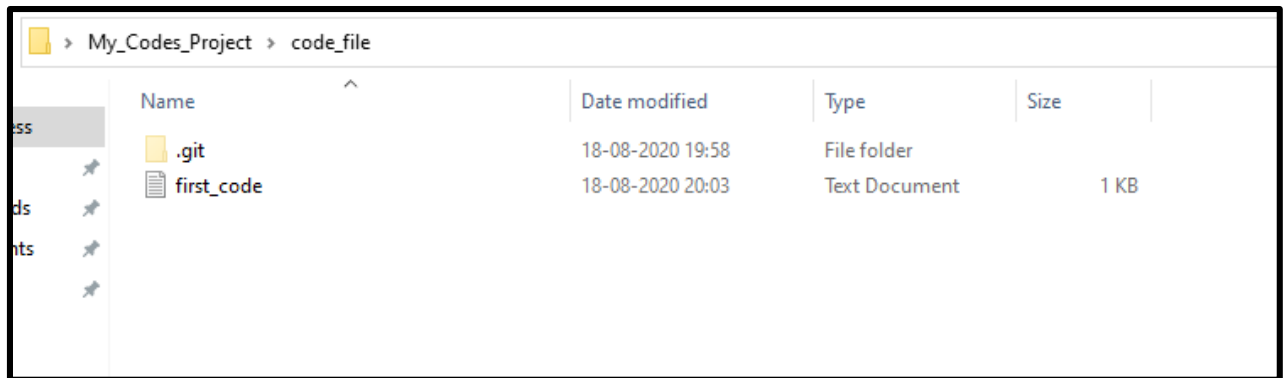 My_Codes_Project > code_file
Name Date modified Type Size
ess
.git 18-08-2020 19:58 File folder
first_code 18-08-2020 20:03 Text Document 1 KB
ds
nts